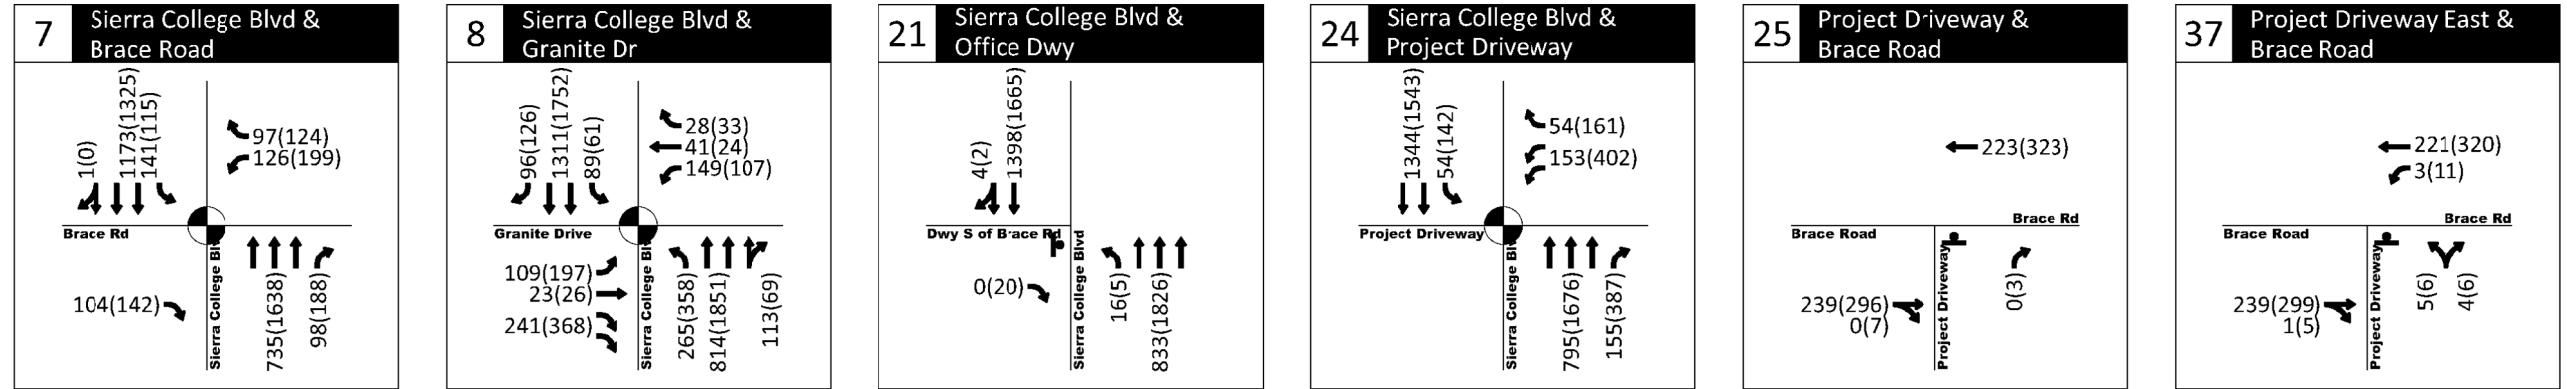 7
Sierra College Blvd &
Brace Road
1(0)
1173(1325)
141(115)
97(124)
126(199)
Brace Rd
Sierra College Bl
104(142)
735(1638)
98(188)
8
Sierra College Blvd &
Granite Dr
96(126)
1311(1752)
89(61)
28(33)
41(24)
149(107)
Granite Drive
Sierra College Blv
109(197)
23(26)
241(368)
265(358)
814(1851)
113(69)
21
Sierra College Blvd &
Office Dwy
4(2)
1398(1665)
Dwy S of Brace Rd
Sierra College Blvd
0(20)
16(5)
833(1826)
24
Sierra College Blvd &
Project Driveway
1344(1543)
54(142)
54(161)
153(402)
Project Driveway
Sierra College Bl
795(1676)
155(387)
25
Project Driveway &
Brace Road
223(323)
Brace Rd
Brace Road
Project Driveway
239(296)
0(7)
0(3)
37
Project Driveway East &
Brace Road
221(320)
3(11)
Brace Rd
Brace Road
Project Driveway
239(299)
1(5)
5(6)
4(6)